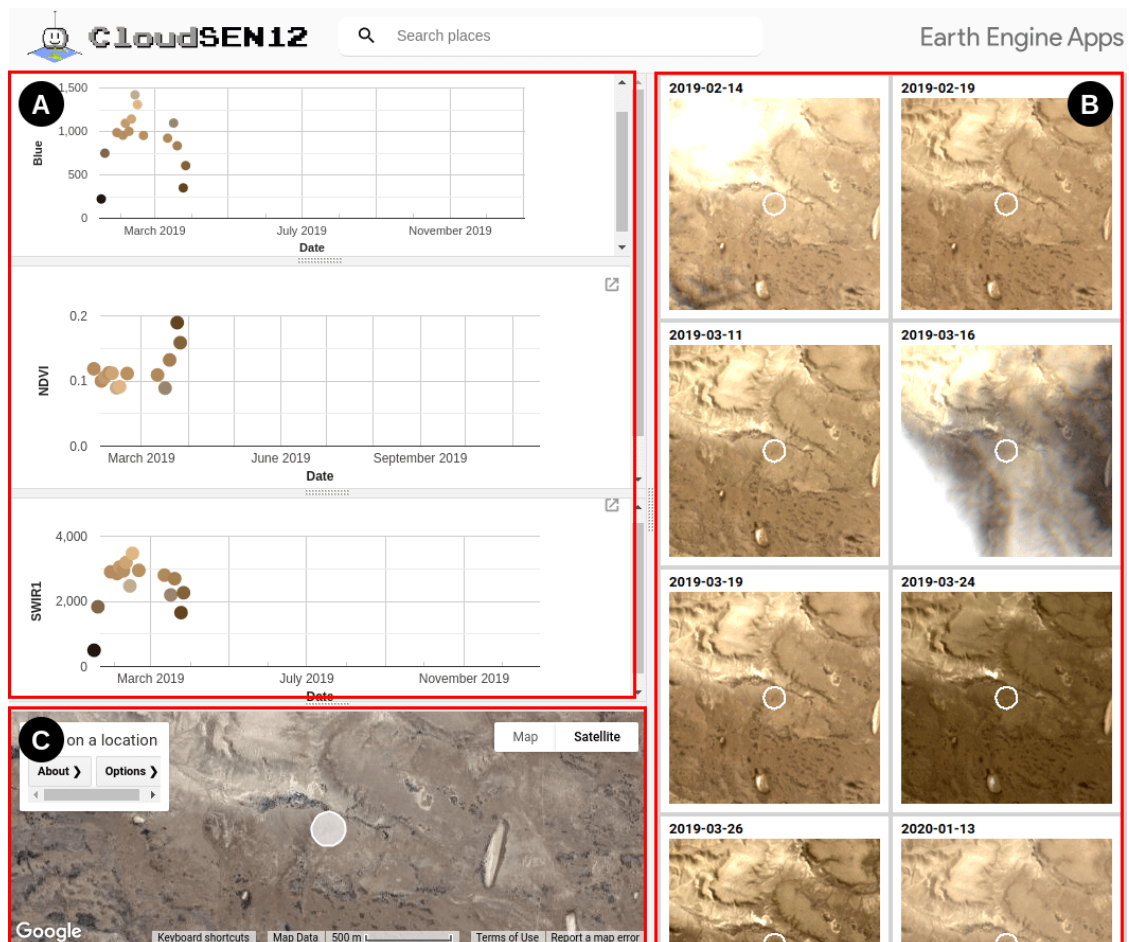 CloudSEN12
Search places
Earth Engine Apps
A
1,500
1,000
500
0
Blue
March 2019
July 2019
November 2019
Date
0.2
0.1
0.0
NDVI
March 2019
June 2019
September 2019
Date
4,000
2,000
0
SWIR1
March 2019
July 2019
November 2019
Date
C
on a location
About ❯
Options ❯
Map
Satellite
Google
Keyboard shortcuts
Map Data
500 m
Terms of Use
Report a map error
B
2019-02-14
2019-02-19
2019-03-11
2019-03-16
2019-03-19
2019-03-24
2019-03-26
2020-01-13